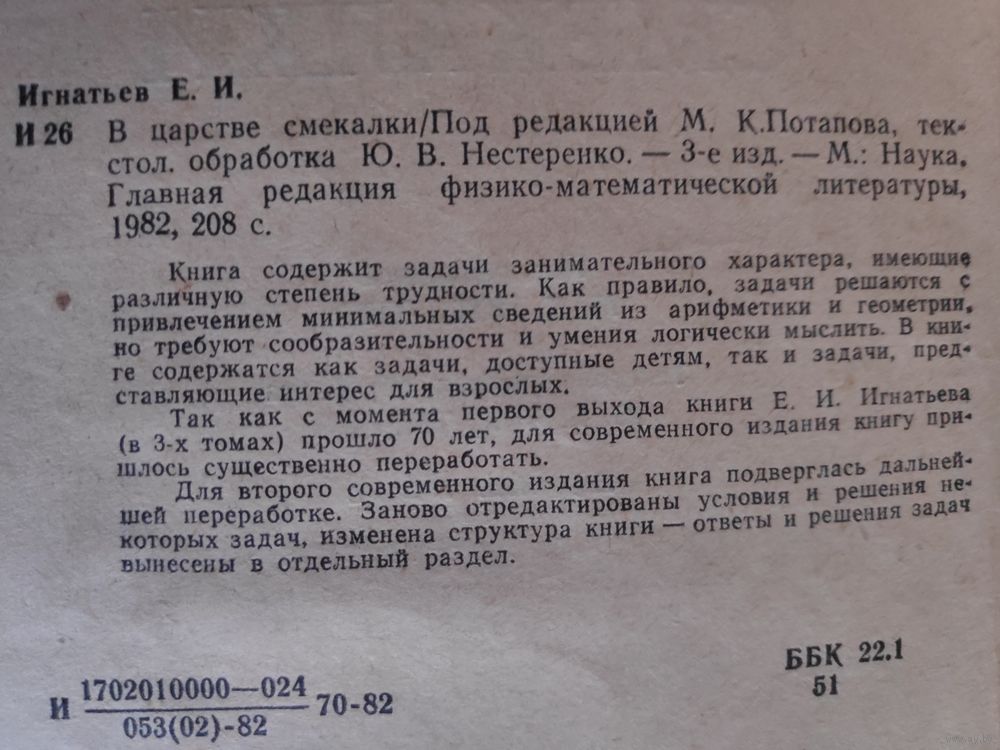 Игнатьев Е. И.
И 26 В царстве смекалки/Под редакцией М. К.Потапова, тек-
стол. обработка Ю. В. Нестеренко. — 3-е изд. — М.: Наука,
Главная редакция физико-математической литературы,
1982, 208 с.
Книга содержит задачи занимательного характера, имеющие
различную степень трудности. Как правило, задачи решаются с
привлечением минимальных сведений из арифметики и геометрии,
но требуют сообразительности и умения логически мыслить. В кни-
ге содержатся как задачи, доступные детям, так и задачи, пред-
ставляющие интерес для взрослых.
Так как с момента первого выхода книги Е. И. Игнатьева
(в 3-х томах) прошло 70 лет, для современного издания книгу при-
шлось существенно переработать.
Для второго современного издания книга подверглась дальней-
шей переработке. Заново отредактированы условия и решения не-
которых задач, изменена структура книги — ответы и решения задач
вынесены в отдельный раздел.
ББК 22.1
51
И 1702010000—024 70-82
053(02)-82